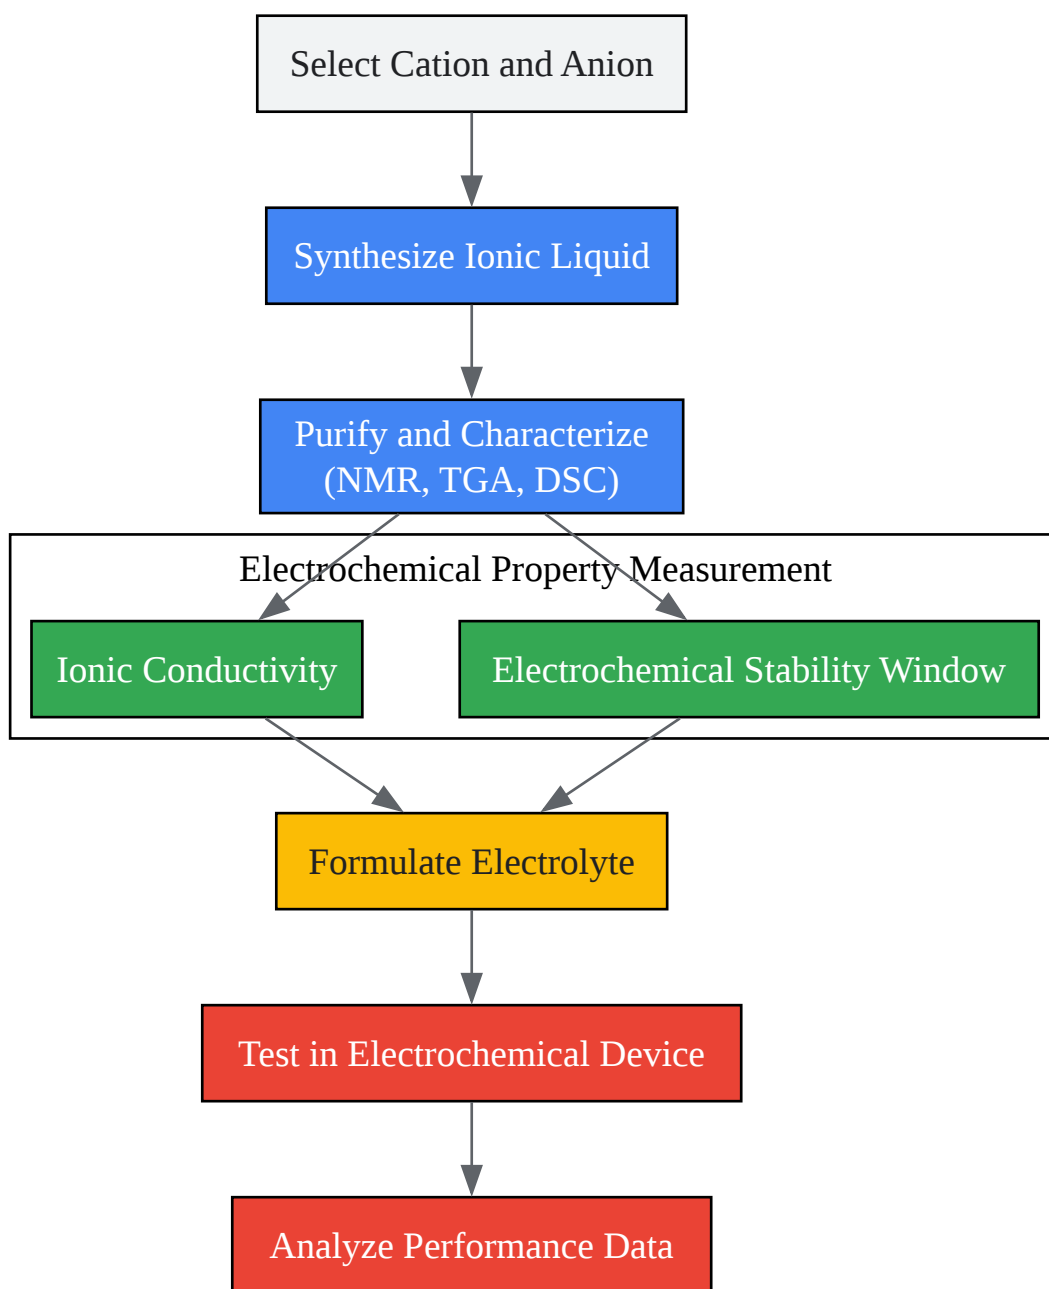 Select Cation and Anion
Synthesize Ionic Liquid
Purify and Characterize
(NMR, TGA, DSC)
Electrochemical Property Measurement
Ionic Conductivity
Electrochemical Stability Window
Formulate Electrolyte
Test in Electrochemical Device
Analyze Performance Data